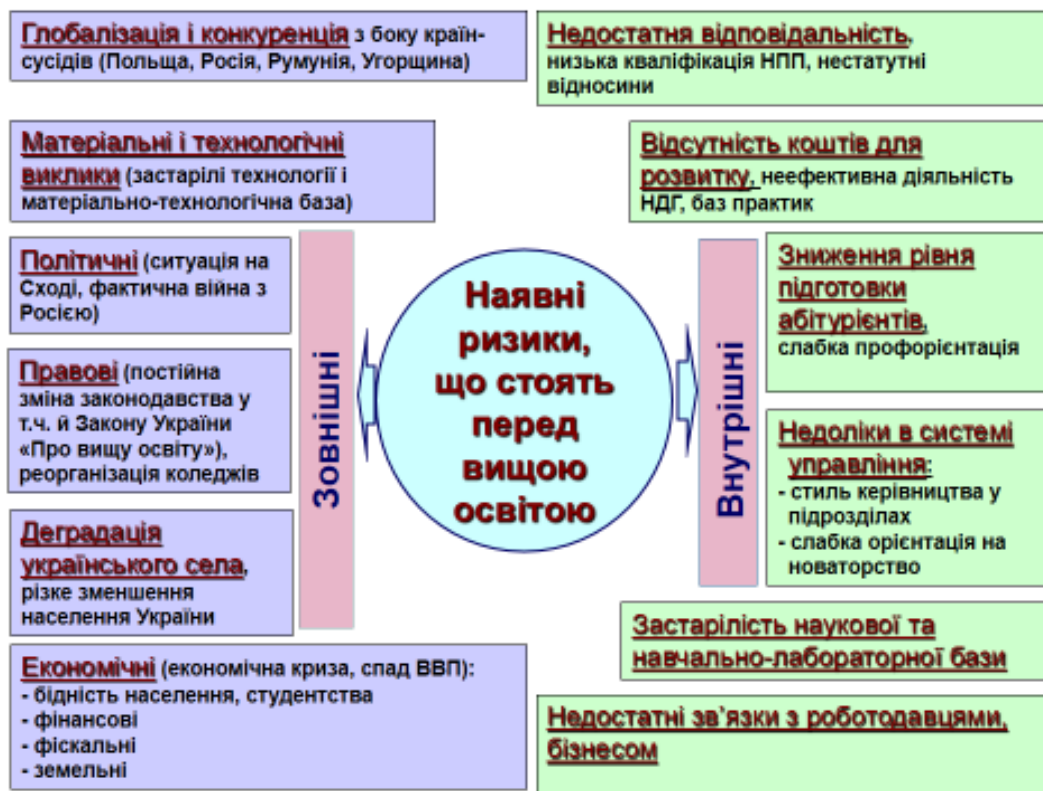 Глобалізація і конкуренція з боку країн-
сусідів (Польща, Росія, Румунія, Угорщина)
Матеріальні і технологічні
виклики (застарілі технології і
матеріально-технологічна база)
Політичні (ситуація на
Сході, фактична війна з
Росією)
Правові (постійна
зміна законодавства у
т.ч. й Закону України
«Про вищу освіту»),
реорганізація коледжів
Деградація
українського села,
різке зменшення
населення України
Економічні (економічна криза, спад ВВП):
- бідність населення, студентства
- фінансові
- фіскальні
- земельні
Зовнішні
Наявні
ризики,
що стоять
перед
вищою
освітою
Внутрішні
Недостатня відповідальність,
низька кваліфікація НПП, нестатутні
відносини
Відсутність коштів для
розвитку, неефективна діяльність
НДГ, баз практик
Зниження рівня
підготовки
абітурієнтів,
слабка профорієнтація
Недоліки в системі
управління:
- стиль керівництва у
підрозділах
- слабка орієнтація на
новаторство
Застарілість наукової та
навчально-лабораторної бази
Недостатні зв’язки з роботодавцями,
бізнесом